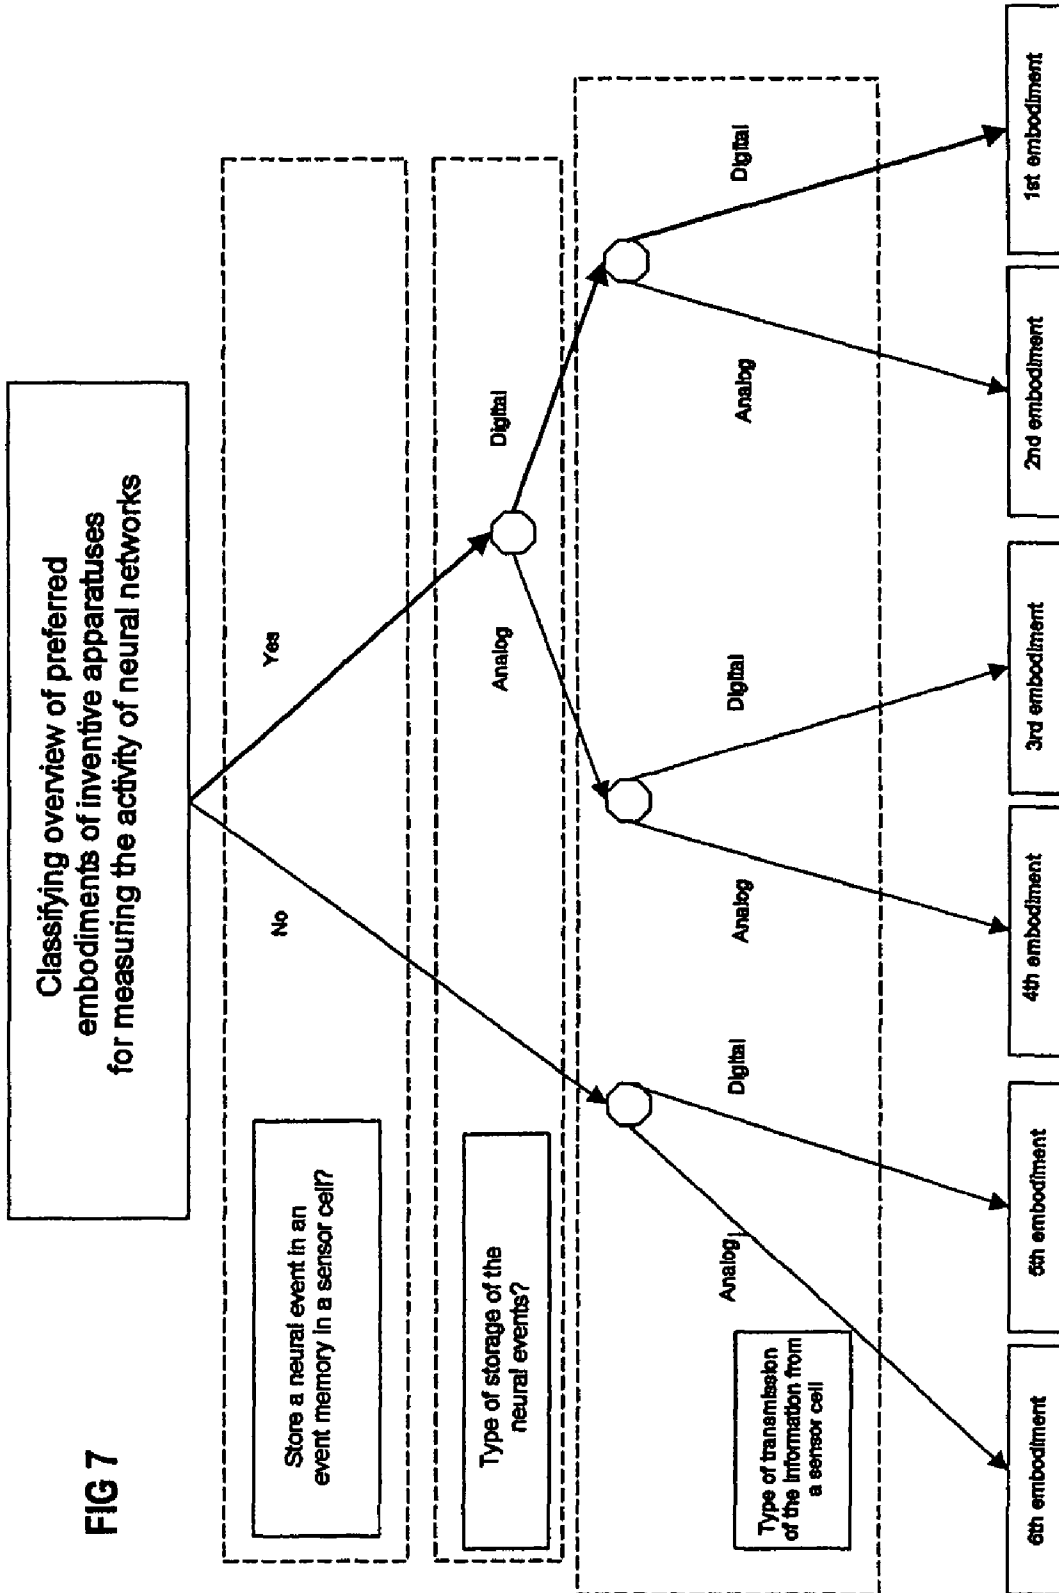 FIG 7
Classifying overview of preferred
embodiments of inventive apparatuses
for measuring the activity of neural networks
Store a neural event in an
event memory in a sensor cell?
No
Yes
Type of storage of the
neural events?
Analog
Digital
Type of transmission
of the information from
a sensor cell
Analog
Digital
Analog
Digital
Analog
Digital
6th embodiment
5th embodiment
4th embodiment
3rd embodiment
2nd embodiment
1st embodiment